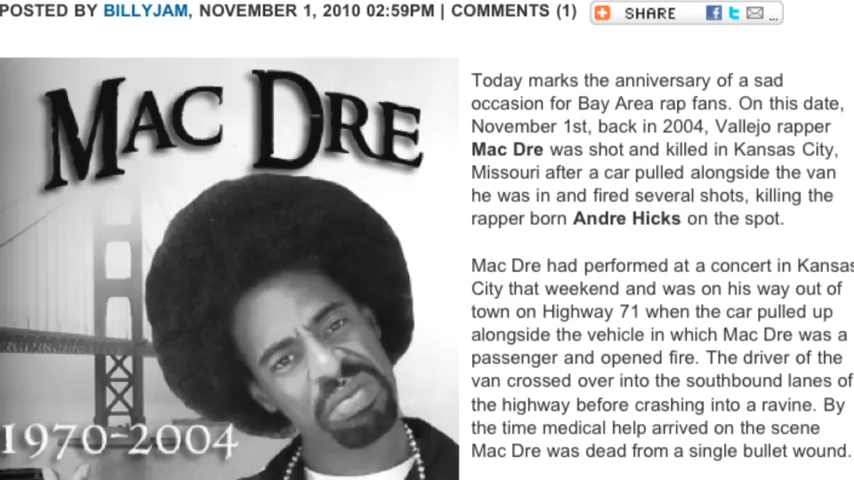 POSTED BY BILLYJAM, NOVEMBER 1, 2010 02:59PM | COMMENTS (1) SHARE ...
MAC DRE
1970-2004
Today marks the anniversary of a sad
occasion for Bay Area rap fans. On this date,
November 1st, back in 2004, Vallejo rapper
Mac Dre was shot and killed in Kansas City,
Missouri after a car pulled alongside the van
he was in and fired several shots, killing the
rapper born Andre Hicks on the spot.
Mac Dre had performed at a concert in Kansas
City that weekend and was on his way out of
town on Highway 71 when the car pulled up
alongside the vehicle in which Mac Dre was a
passenger and opened fire. The driver of the
van crossed over into the southbound lanes of
the highway before crashing into a ravine. By
the time medical help arrived on the scene
Mac Dre was dead from a single bullet wound.